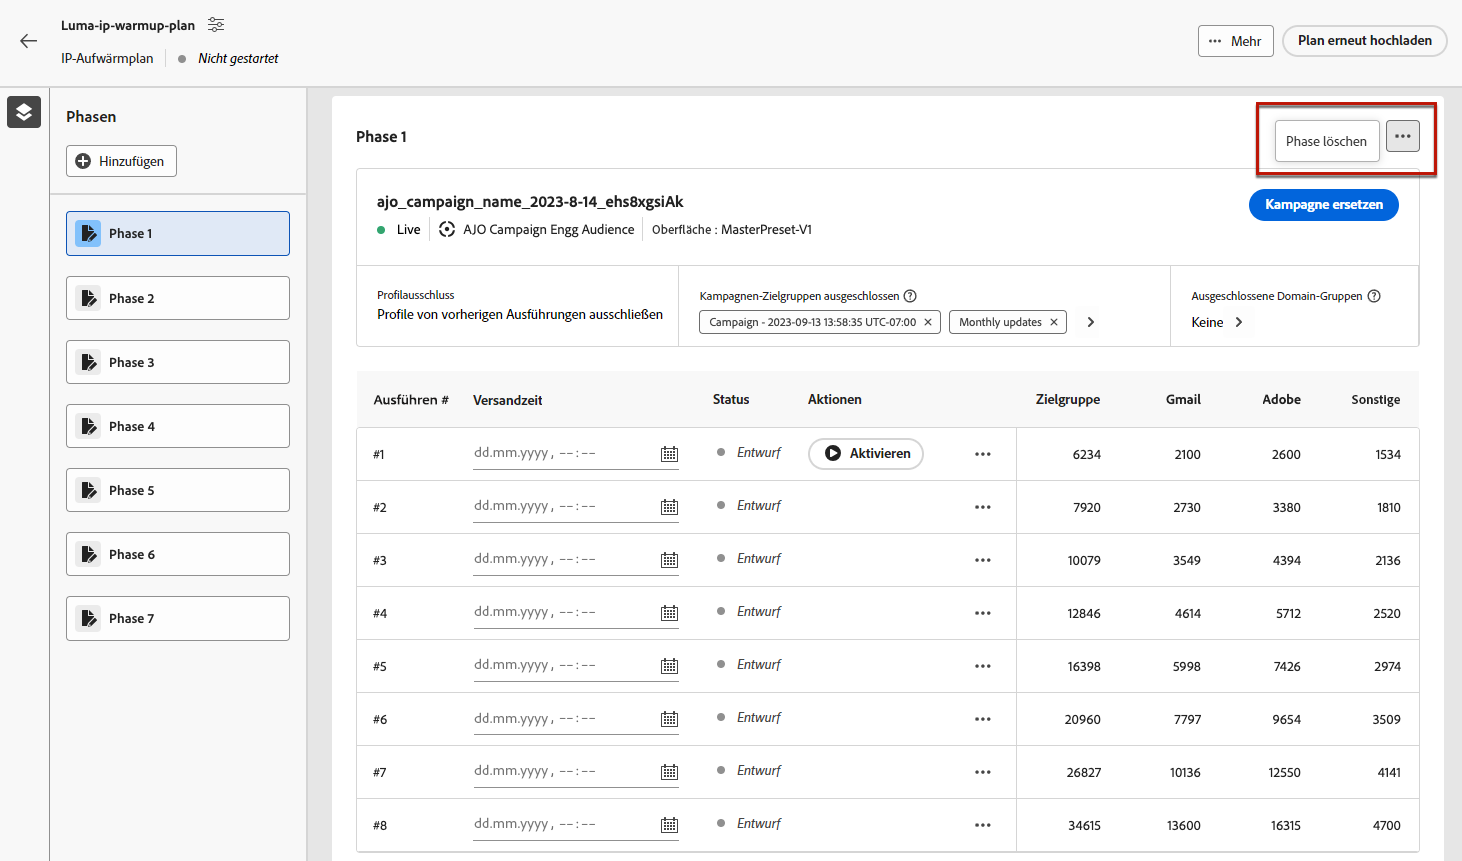 Luma-ip-warmup-plan
IP-Aufwärmplan Nicht gestartet
Mehr
Plan erneut hochladen
Phasen
Hinzufügen
Phase 1
Phase 2
Phase 3
Phase 4
Phase 5
Phase 6
Phase 7
Phase 1
Phase löschen
ajo_campaign_name_2023-8-14_ehs8xgsiAk
Kampagne ersetzen
Live AJO Campaign Engg Audience Oberfläche : MasterPreset-V1
Profilausschluss
Profile von vorherigen Ausführungen ausschließen
Kampagnen-Zielgruppen ausgeschlossen
Campaign - 2023-09-13 13:58:35 UTC-07:00 Monthly updates
Ausgeschlossene Domain-Gruppen
Keine
Ausführen # Versandzeit Status Aktionen Zielgruppe Gmail Adobe Sonstige
#1 dd.mm.yyyy , --:-- Entwurf Aktivieren 6234 2100 2600 1534
#2 dd.mm.yyyy , --:-- Entwurf 7920 2730 3380 1810
#3 dd.mm.yyyy , --:-- Entwurf 10079 3549 4394 2136
#4 dd.mm.yyyy , --:-- Entwurf 12846 4614 5712 2520
#5 dd.mm.yyyy , --:-- Entwurf 16398 5998 7426 2974
#6 dd.mm.yyyy , --:-- Entwurf 20960 7797 9654 3509
#7 dd.mm.yyyy , --:-- Entwurf 26827 10136 12550 4141
#8 dd.mm.yyyy , --:-- Entwurf 34615 13600 16315 4700